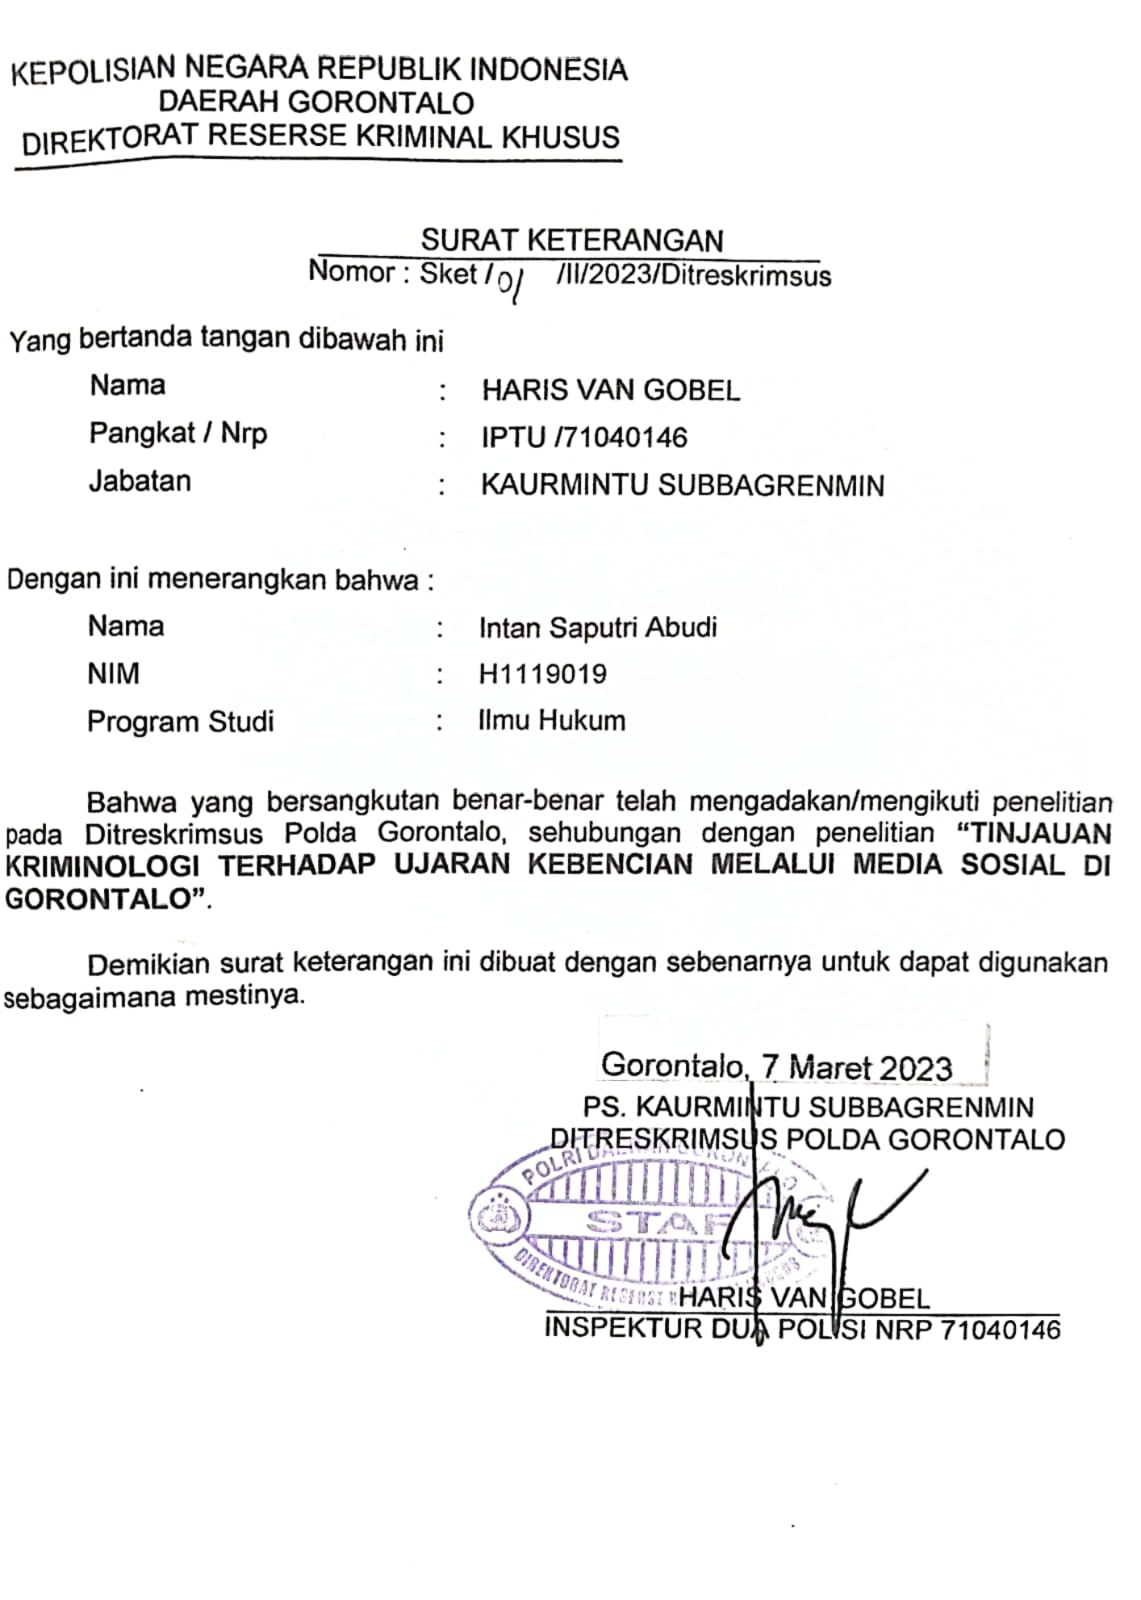 KEPOLISIAN NEGARA REPUBLIK INDONESIA
DAERAH GORONTALO
DIREKTORAT RESERSE KRIMINAL KHUSUS
SURAT KETERANGAN
Nomor : Sket / 01 /II/2023/Ditreskrimsus
Yang bertanda tangan dibawah ini
Nama : HARIS VAN GOBEL
Pangkat / Nrp : IPTU /71040146
Jabatan : KAURMINTU SUBBAGRENMIN
Dengan ini menerangkan bahwa :
Nama : Intan Saputri Abudi
NIM : H1119019
Program Studi : Ilmu Hukum
Bahwa yang bersangkutan benar-benar telah mengadakan/mengikuti penelitian
pada Ditreskrimsus Polda Gorontalo, sehubungan dengan penelitian “TINJAUAN
KRIMINOLOGI TERHADAP UJARAN KEBENCIAN MELALUI MEDIA SOSIAL DI
GORONTALO”.
Demikian surat keterangan ini dibuat dengan sebenarnya untuk dapat digunakan
sebagaimana mestinya.
Gorontalo, 7 Maret 2023
PS. KAURMINTU SUBBAGRENMIN
DITRESKRIMSUS POLDA GORONTALO
POLRI DAERAH GORONTALO
STAF
DIREKTORAT RESERSE
HARIS VAN GOBEL
INSPEKTUR DUA POLISI NRP 71040146